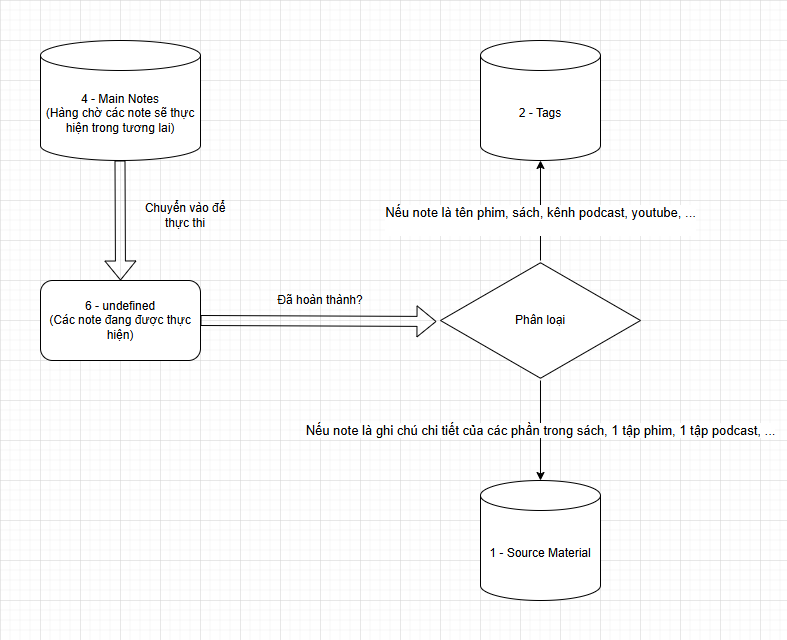 4 - Main Notes
(Hàng chờ các note sẽ thực
hiện trong tương lai)
2 - Tags
Chuyển vào để
thực thi
Nếu note là tên phim, sách, kênh podcast, youtube, ...
6 - undefined
(Các note đang được thực
hiện)
Đã hoàn thành?
Phân loại
Nếu note là ghi chú chi tiết của các phần trong sách, 1 tập phim, 1 tập podcast, ...
1 - Source Material